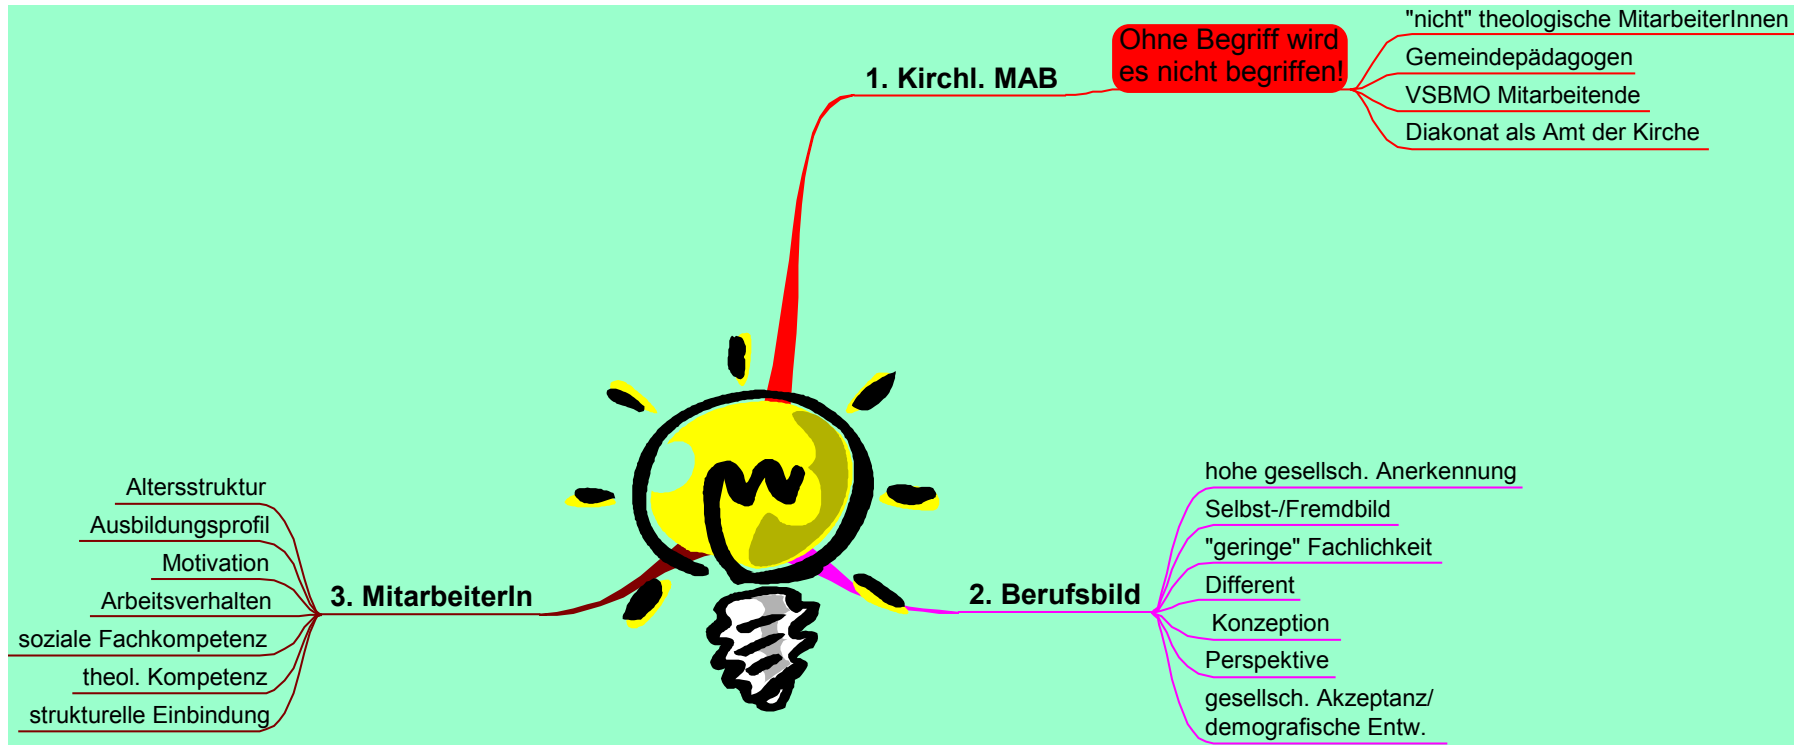 1. Kirchl. MAB
Ohne Begriff wird
es nicht begriffen!
"nicht" theologische MitarbeiterInnen
Gemeindepädagogen
VSBMO Mitarbeitende
Diakonat als Amt der Kirche
2. Berufsbild
hohe gesellsch. Anerkennung
Selbst-/Fremdbild
"geringe" Fachlichkeit
Different
Konzeption
Perspektive
gesellsch. Akzeptanz/
demografische Entw.
3. MitarbeiterIn
Altersstruktur
Ausbildungsprofil
Motivation
Arbeitsverhalten
soziale Fachkompetenz
theol. Kompetenz
strukturelle Einbindung